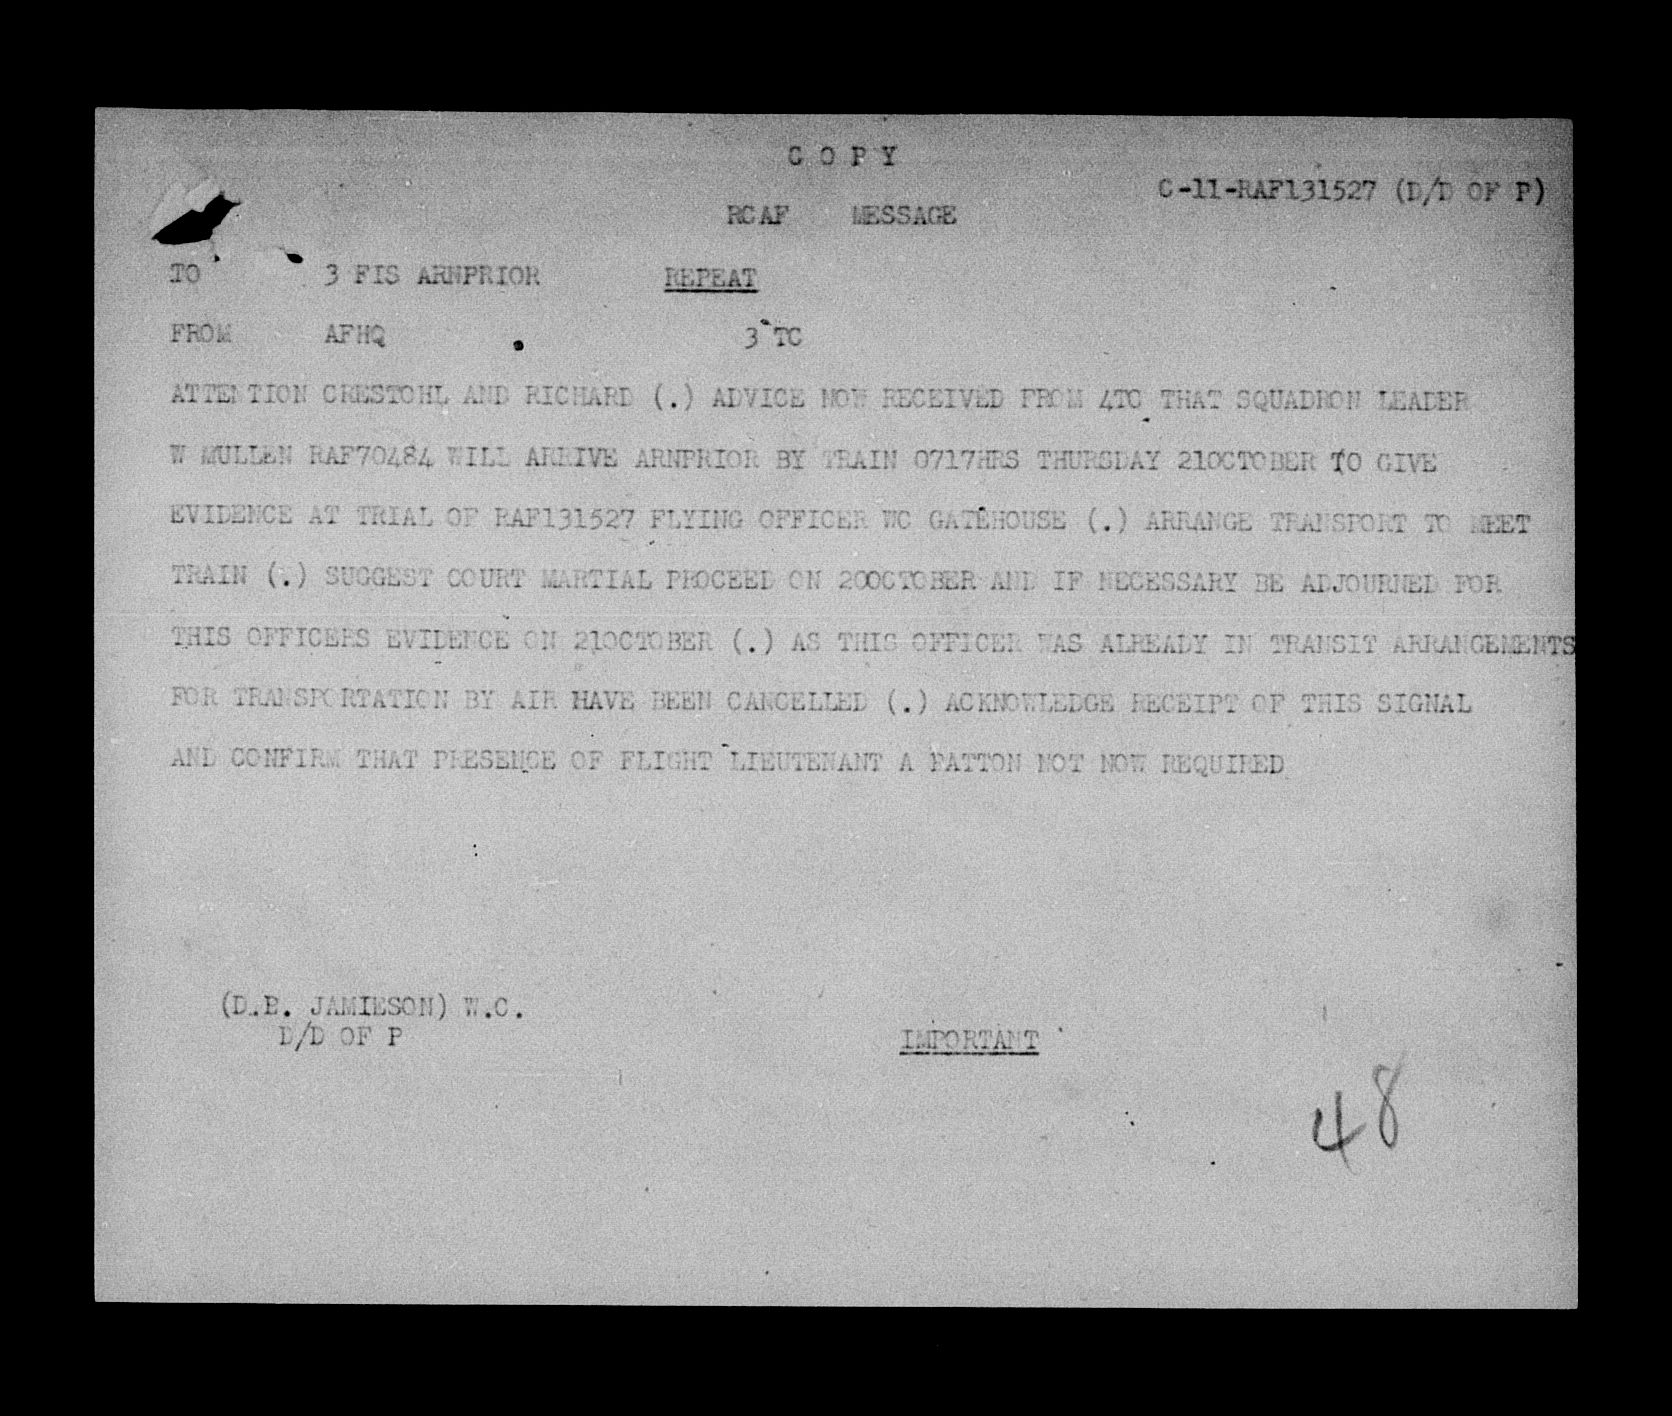 C O P Y
C-11-RAF131527 (D/D OF P)
RCAF MESSAGE
TO 3 FIS ARNPRIOR REPEAT
FROM AFHQ 3 TC
ATTENTION CRESTOHL AND RICHARD (.) ADVICE NOW RECEIVED FROM 4TC THAT SQUADRON LEADER
W MULLEN RAF70484 WILL ARRIVE ARNPRIOR BY TRAIN 0717HRS THURSDAY 21OCTOBER TO GIVE
EVIDENCE AT TRIAL OF RAF131527 FLYING OFFICER WC GATEHOUSE (.) ARRANGE TRANSPORT TO MEET
TRAIN (.) SUGGEST COURT MARTIAL PROCEED ON 20OCTOBER AND IF NECESSARY BE ADJOURNED FOR
THIS OFFICERS EVIDENCE ON 21OCTOBER (.) AS THIS OFFICER WAS ALREADY IN TRANSIT ARRANGEMENTS
FOR TRANSPORTATION BY AIR HAVE BEEN CANCELLED (.) ACKNOWLEDGE RECEIPT OF THIS SIGNAL
AND CONFIRM THAT PRESENCE OF FLIGHT LIEUTENANT A PATTON NOT NOW REQUIRED
(D.B. JAMIESON) W.C.
D/D OF P
IMPORTANT
48